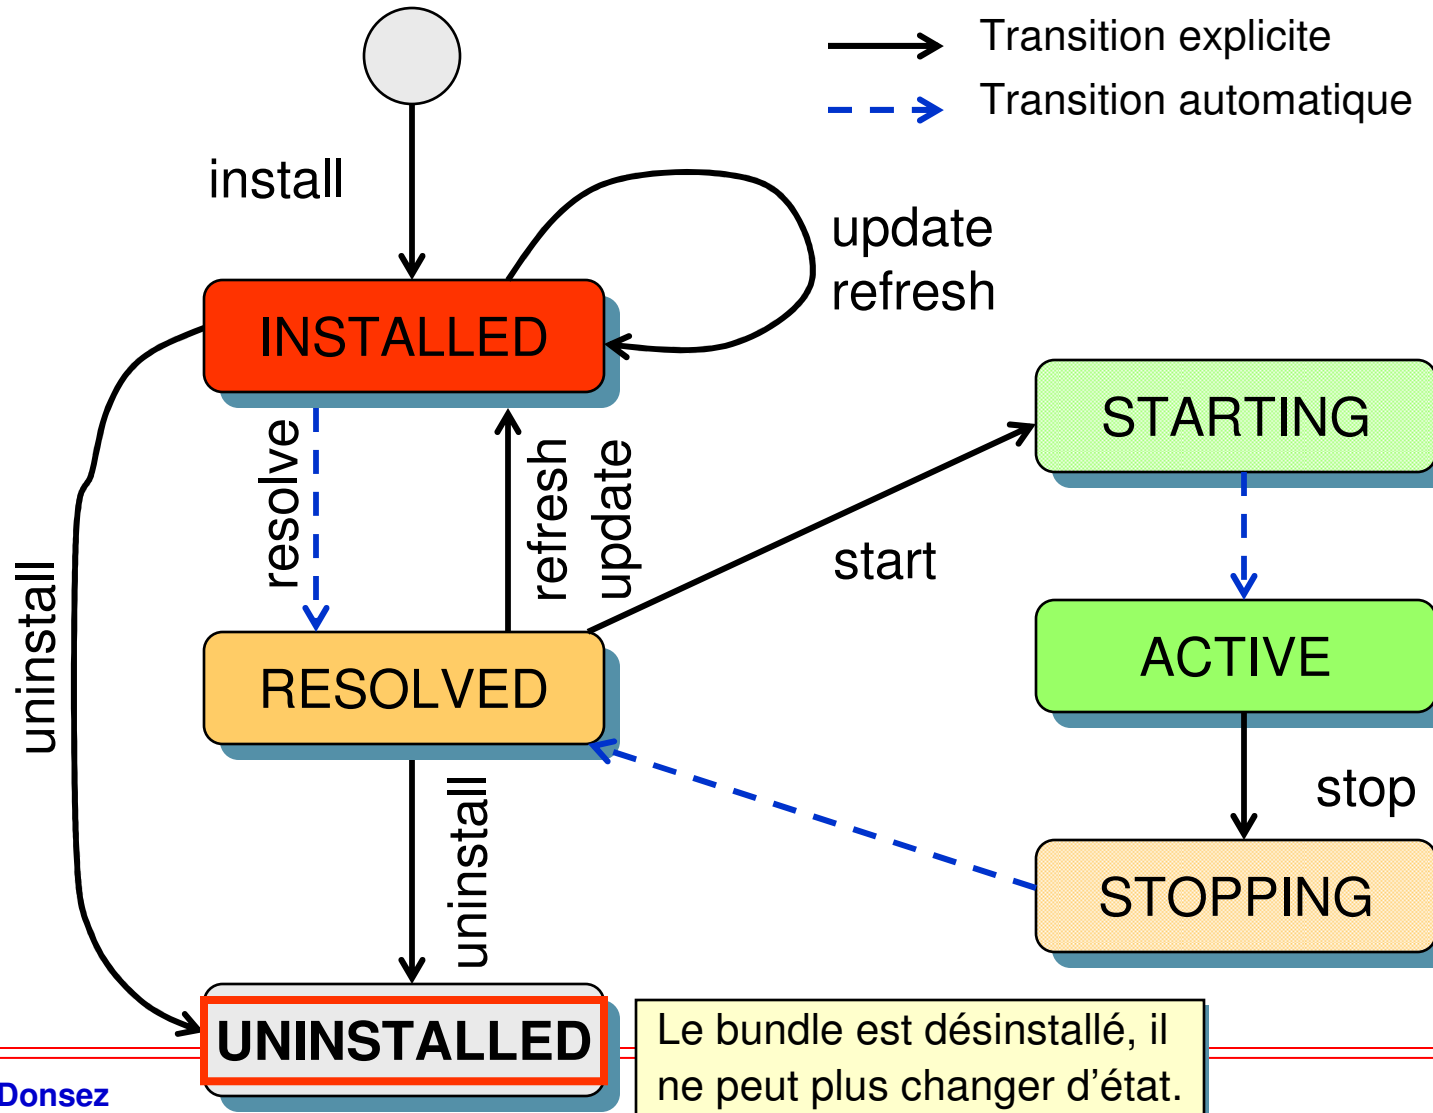 Transition explicite
Transition automatique
install
update
refresh
INSTALLED
STARTING
resolve
refresh
update
start
uninstall
ACTIVE
RESOLVED
stop
uninstall
STOPPING
UNINSTALLED
Le bundle est désinstallé, il
ne peut plus changer d’état.
Donsez